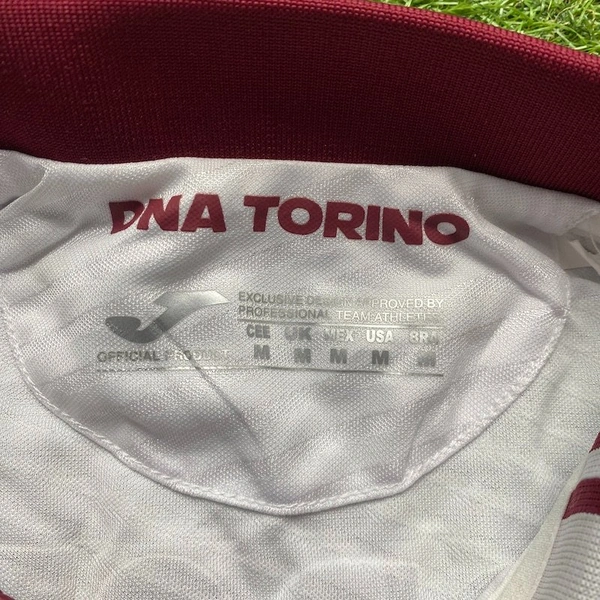 DNA TORINO
EXCLUSIVE DESIGN APPROVED BY
PROFESSIONAL TEAM ATHLETES
CEE UK MEX USA BRA
OFFICIAL PRODUCT M M M M M